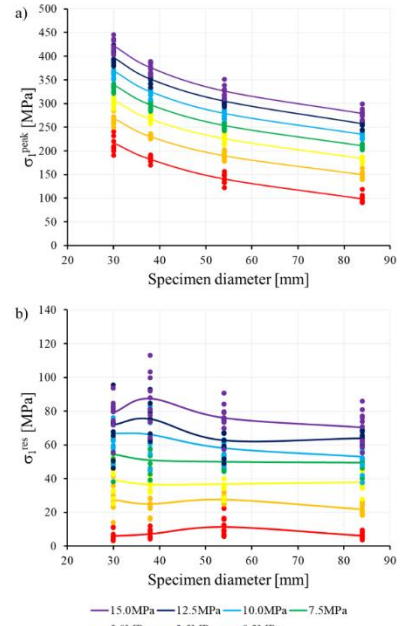 a)
500
450
400
350
300
250
200
150
100
50
0
σ₁ᵖᵉᵃᵏ [MPa]
20 30 40 50 60 70 80 90
Specimen diameter [mm]
b)
140
120
100
80
60
40
20
0
σ₁ʳᵉˢ [MPa]
20 30 40 50 60 70 80 90
Specimen diameter [mm]
15.0MPa 12.5MPa 10.0MPa 7.5MPa